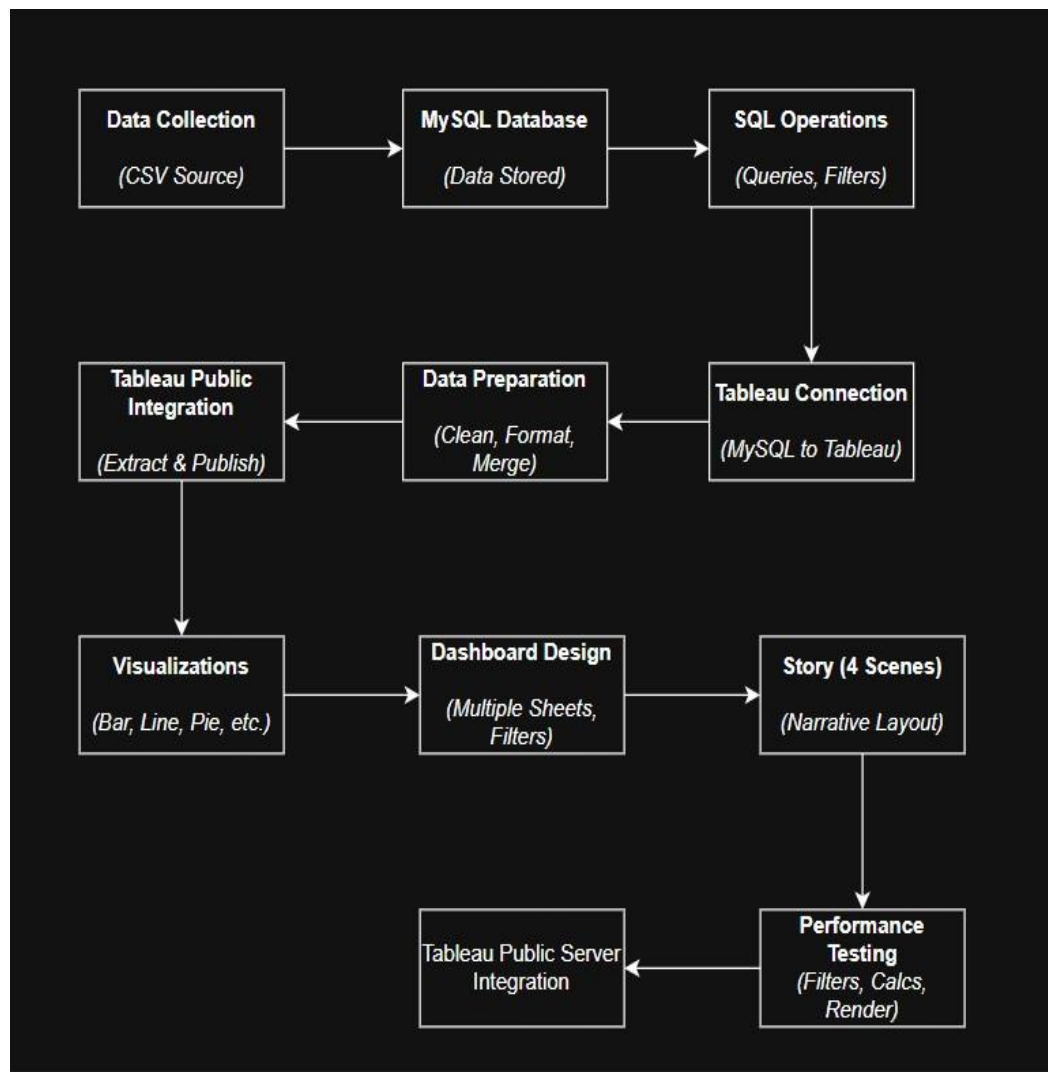 Data Collection
(CSV Source)
MySQL Database
(Data Stored)
SQL Operations
(Queries, Filters)
Tableau Public
Integration
(Extract & Publish)
Data Preparation
(Clean, Format,
Merge)
Tableau Connection
(MySQL to Tableau)
Visualizations
(Bar, Line, Pie, etc.)
Dashboard Design
(Multiple Sheets,
Filters)
Story (4 Scenes)
(Narrative Layout)
Tableau Public Server
Integration
Performance
Testing
(Filters, Calcs,
Render)